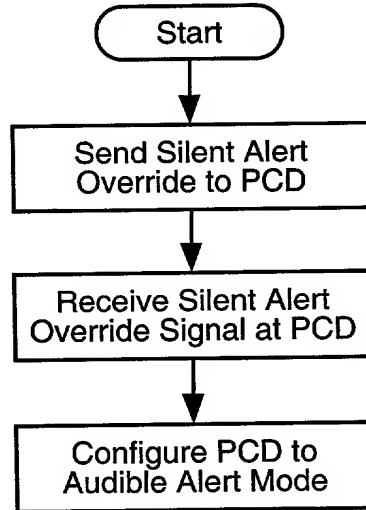 Start
Send Silent Alert
Override to PCD
Receive Silent Alert
Override Signal at PCD
Configure PCD to
Audible Alert Mode